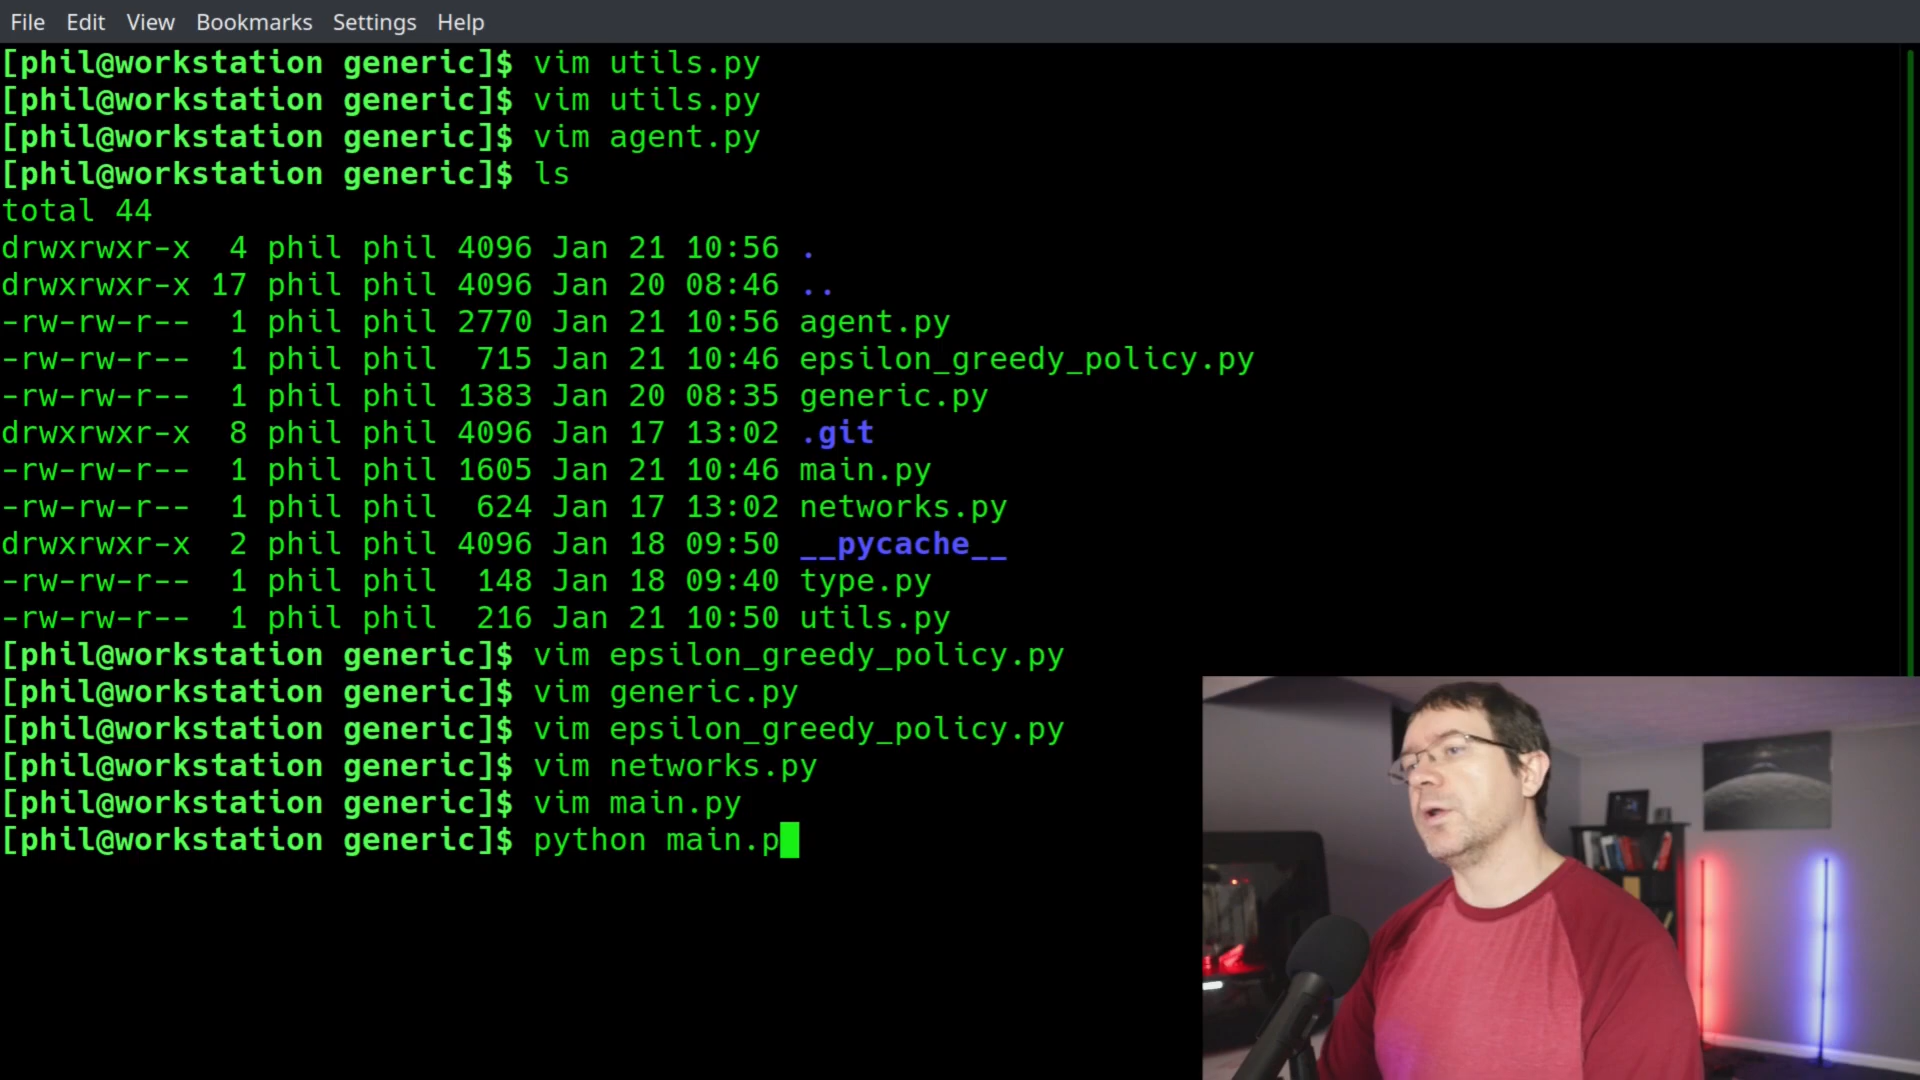 File Edit View Bookmarks Settings Help
[phil@workstation generic]$ vim utils.py
[phil@workstation generic]$ vim utils.py
[phil@workstation generic]$ vim agent.py
[phil@workstation generic]$ ls
total 44
drwxrwxr-x  4 phil phil 4096 Jan 21 10:56 .
drwxrwxr-x 17 phil phil 4096 Jan 20 08:46 ..
-rw-rw-r--  1 phil phil 2770 Jan 21 10:56 agent.py
-rw-rw-r--  1 phil phil  715 Jan 21 10:46 epsilon_greedy_policy.py
-rw-rw-r--  1 phil phil 1383 Jan 20 08:35 generic.py
drwxrwxr-x  8 phil phil 4096 Jan 17 13:02 .git
-rw-rw-r--  1 phil phil 1605 Jan 21 10:46 main.py
-rw-rw-r--  1 phil phil  624 Jan 17 13:02 networks.py
drwxrwxr-x  2 phil phil 4096 Jan 18 09:50 __pycache__
-rw-rw-r--  1 phil phil  148 Jan 18 09:40 type.py
-rw-rw-r--  1 phil phil  216 Jan 21 10:50 utils.py
[phil@workstation generic]$ vim epsilon_greedy_policy.py
[phil@workstation generic]$ vim generic.py
[phil@workstation generic]$ vim epsilon_greedy_policy.py
[phil@workstation generic]$ vim networks.py
[phil@workstation generic]$ vim main.py
[phil@workstation generic]$ python main.p